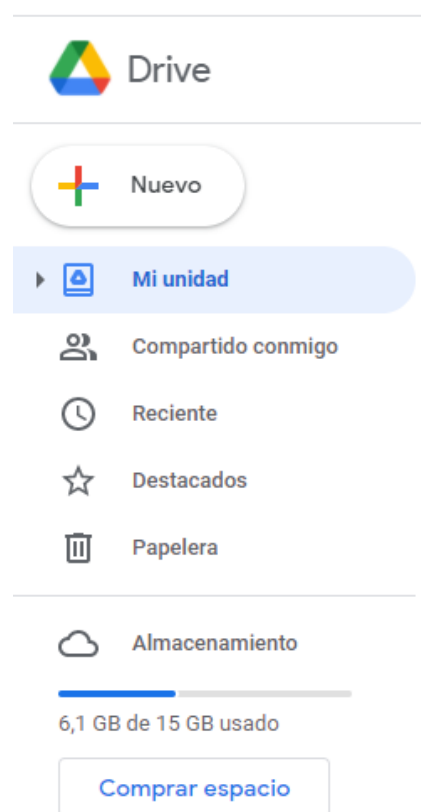 Drive
Nuevo
Mi unidad
Compartido conmigo
Reciente
Destacados
Papelera
Almacenamiento
6,1 GB de 15 GB usado
Comprar espacio